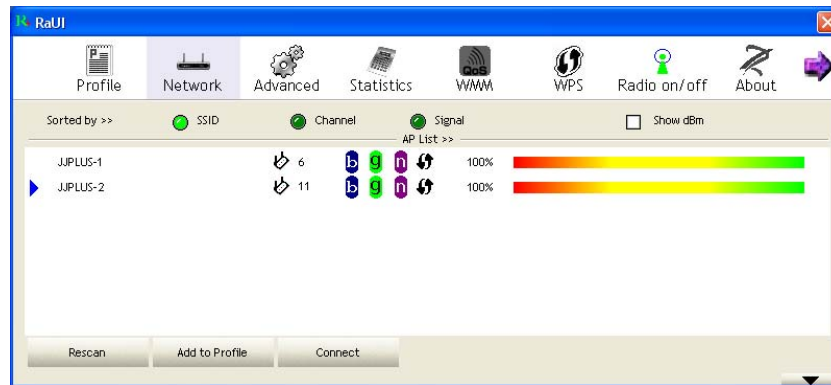 R RaUI
Profile Network Advanced Statistics QoS WMM WPS Radio on/off About
Sorted by >> SSID Channel Signal Show dBm
AP List >>
JJPLUS-1 6 b g n 100%
JJPLUS-2 11 b g n 100%
Rescan Add to Profile Connect